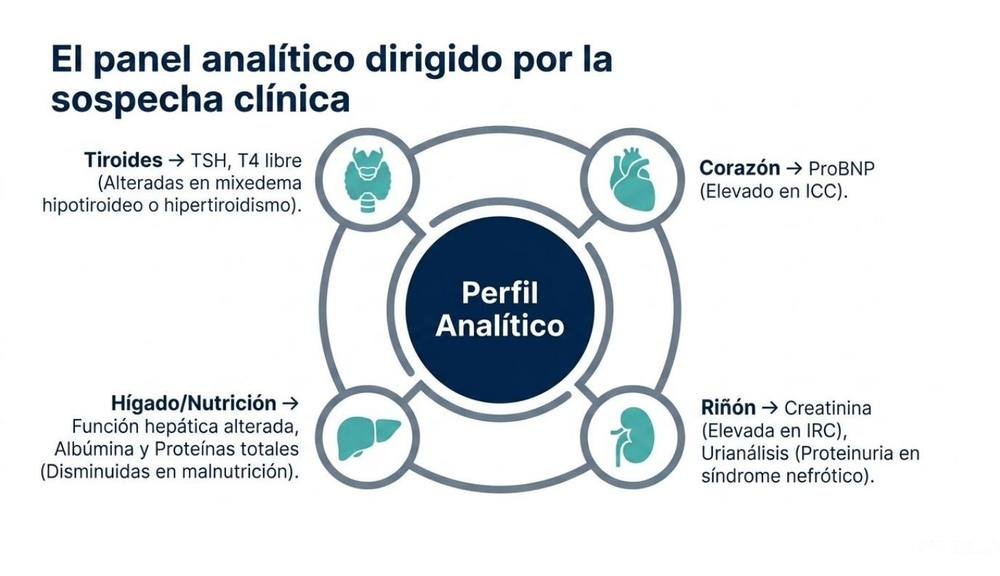 El panel analítico dirigido por la
sospecha clínica
Tiroides → TSH, T4 libre
(Alteradas en mixedema
hipotiroideo o hipertiroidismo).
Corazón → ProBNP
(Elevado en ICC).
Perfil
Analítico
Hígado/Nutrición →
Función hepática alterada,
Albúmina y Proteínas totales
(Disminuidas en malnutrición).
Riñón → Creatinina
(Elevada en IRC),
Urianálisis (Proteinuria en
síndrome nefrótico).